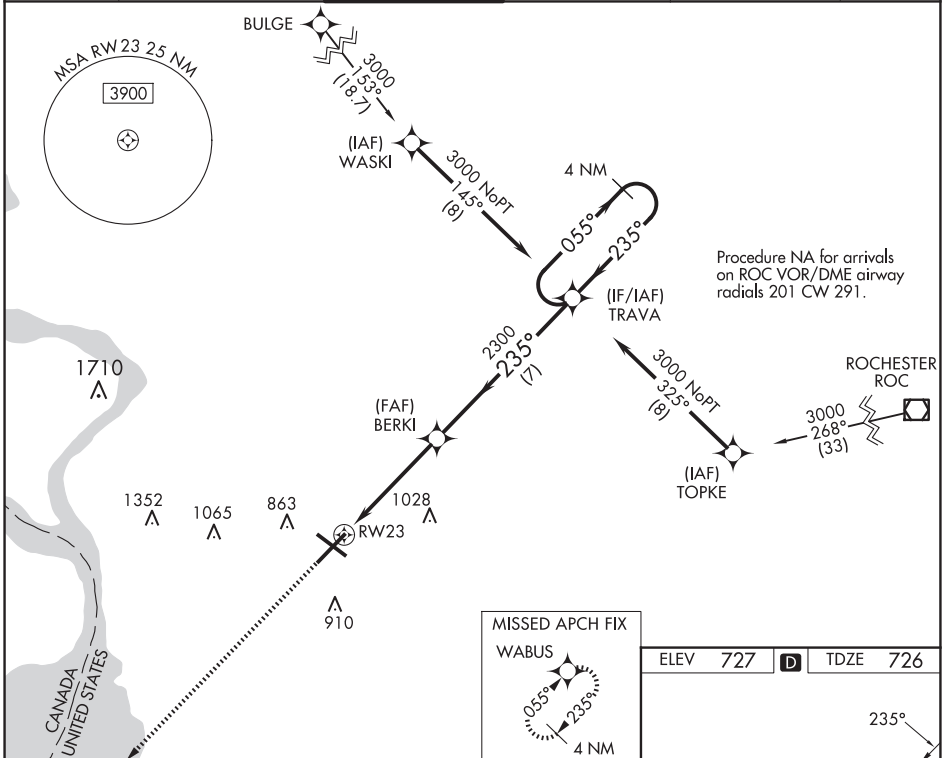 BULGE
MSA RW23 25 NM
3900
3000
153°
(18.7)
(IAF)
WASKI
3000 NoPT
145°
(8)
4 NM
055°
235°
Procedure NA for arrivals
on ROC VOR/DME airway
radials 201 CW 291.
(IF/IAF)
TRAVA
2300
235°
(7)
3000 NoPT
325°
(8)
ROCHESTER
ROC
3000
268°
(33)
1710
(FAF)
BERKI
(IAF)
TOPKE
1352
1065
863
1028
RW23
910
CANADA
UNITED STATES
MISSED APCH FIX
WABUS
055°
235°
4 NM
ELEV 727 D TDZE 726
235°